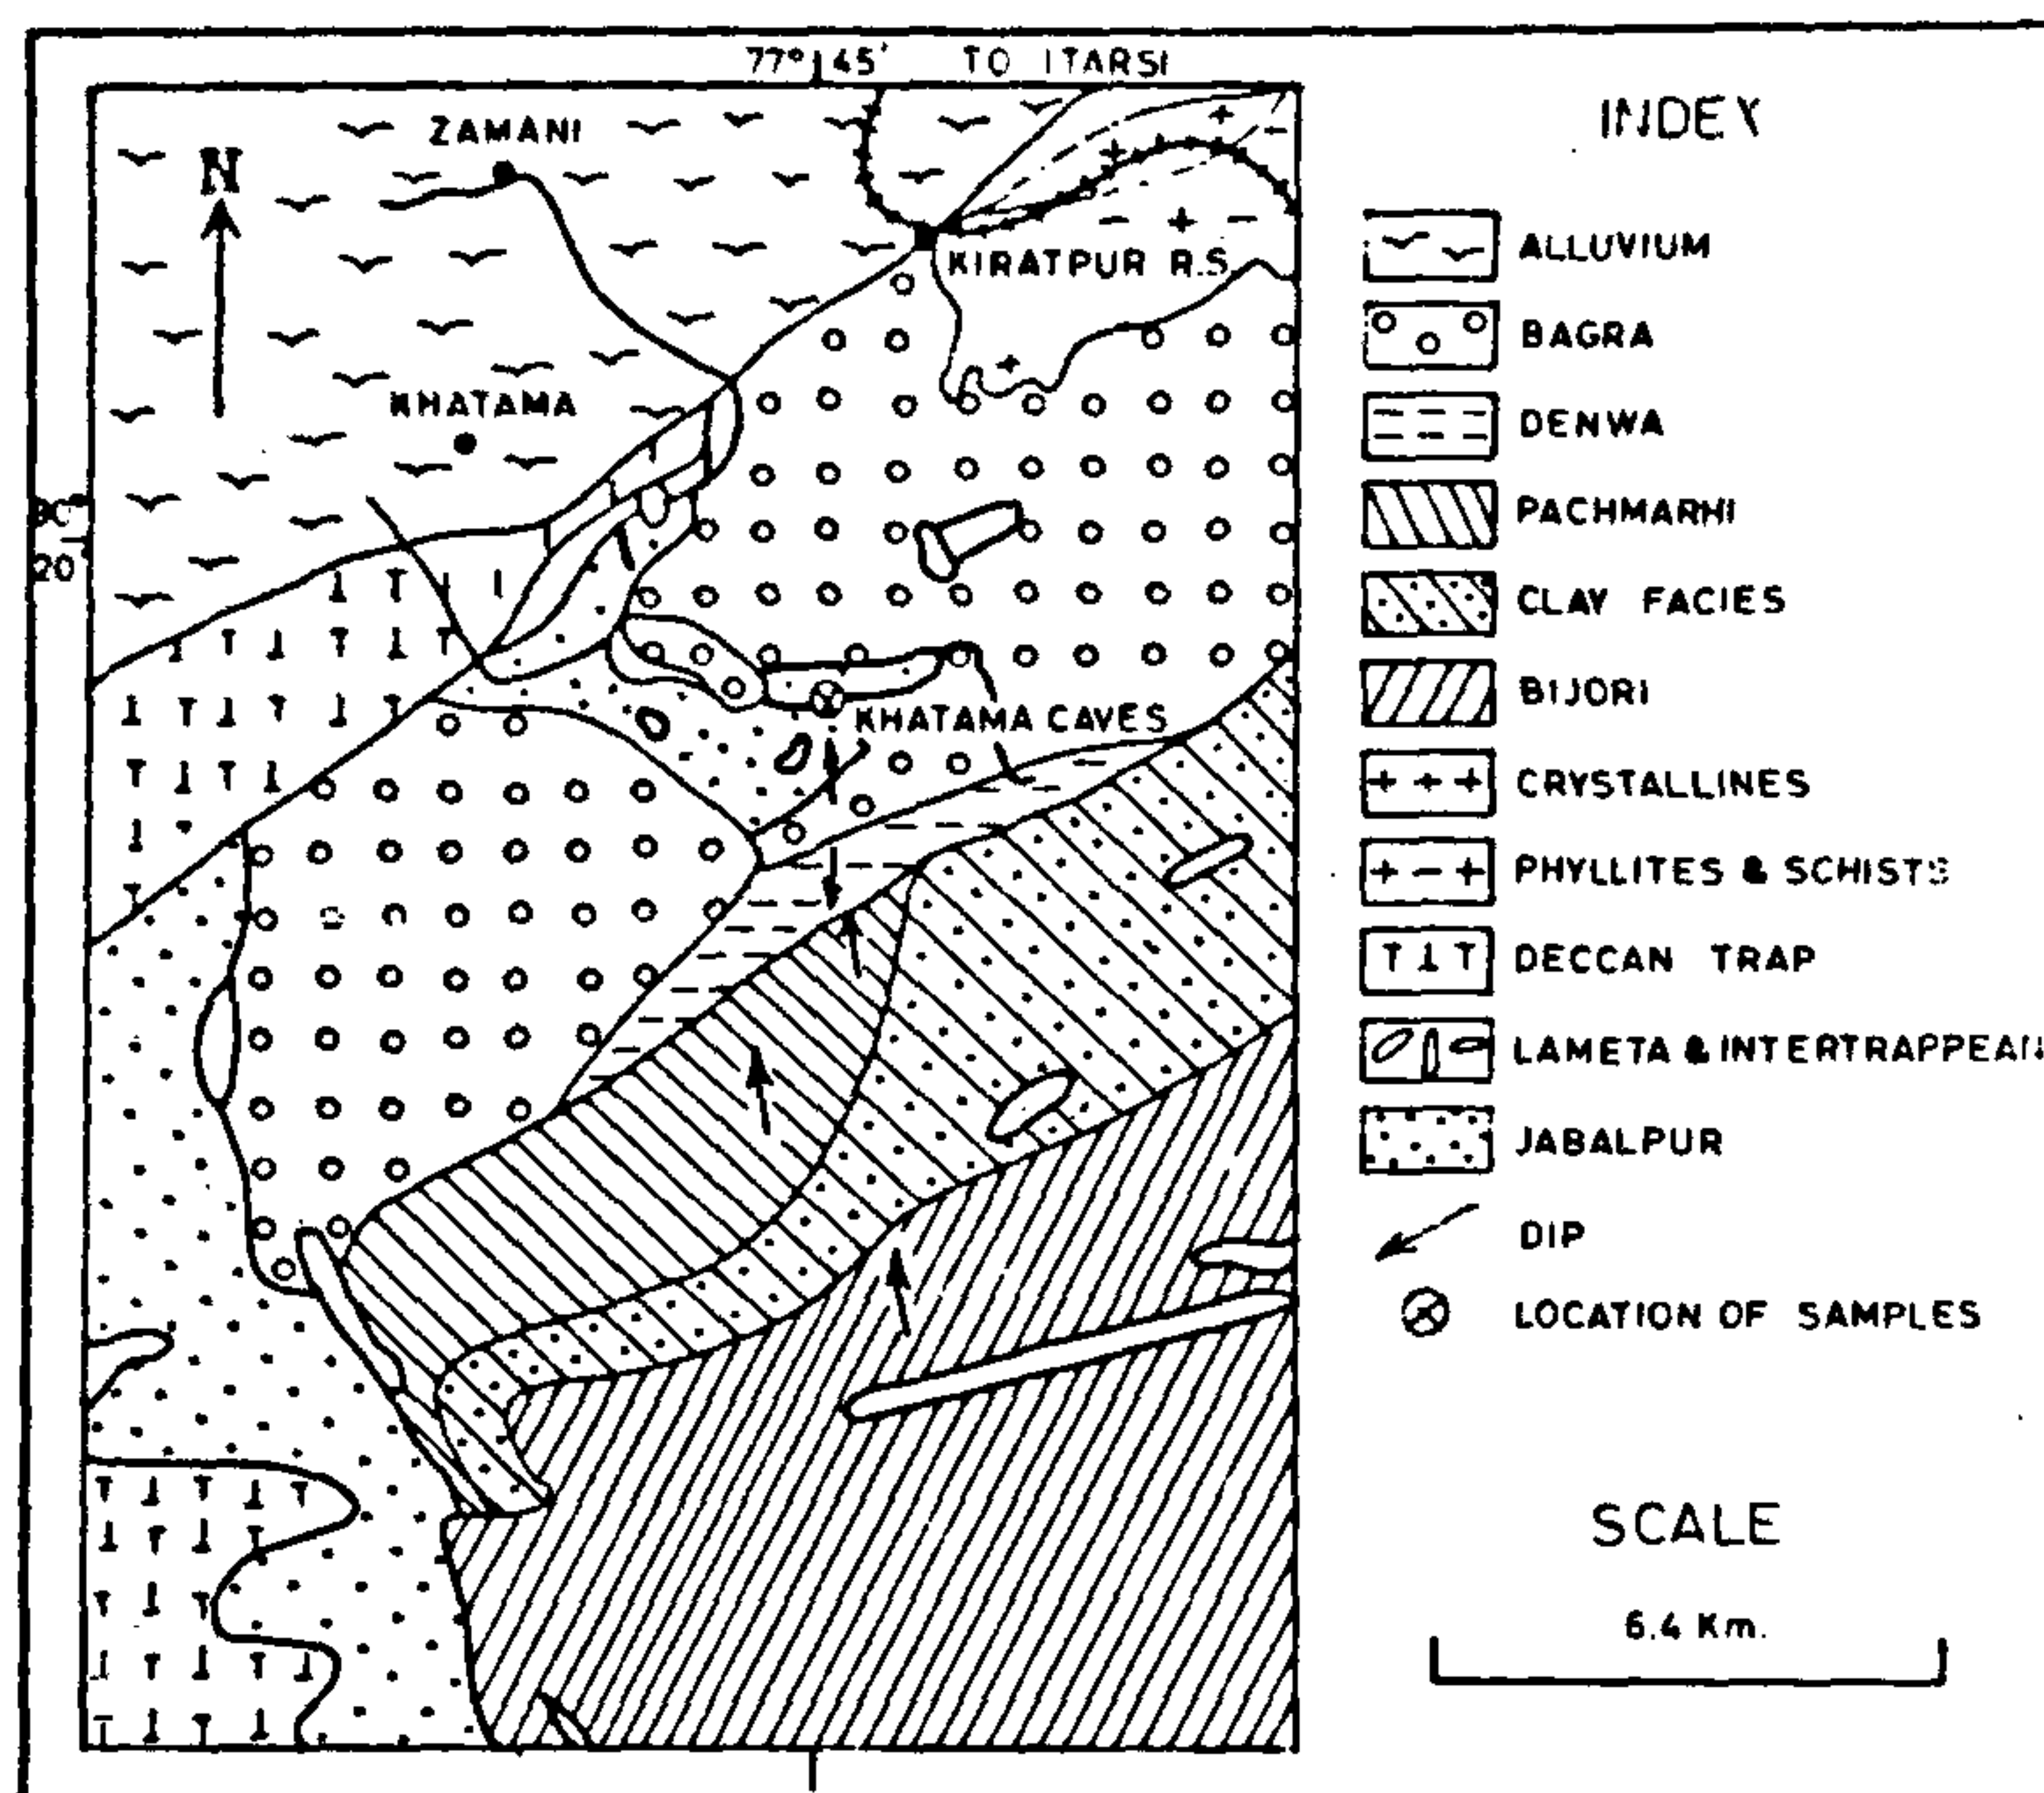 77°45' TO ITARSI
ZAMANI
N
KIRATPUR R.S.
KHATAMA
20'
KHATAMA CAVES
INDEX
ALLUVIUM
BAGRA
DENWA
PACHMARHI
CLAY FACIES
BIJORI
CRYSTALLINES
PHYLLITES & SCHISTS
DECCAN TRAP
LAMETA & INTERTRAPPEAN
JABALPUR
DIP
LOCATION OF SAMPLES
SCALE
6.4 Km.